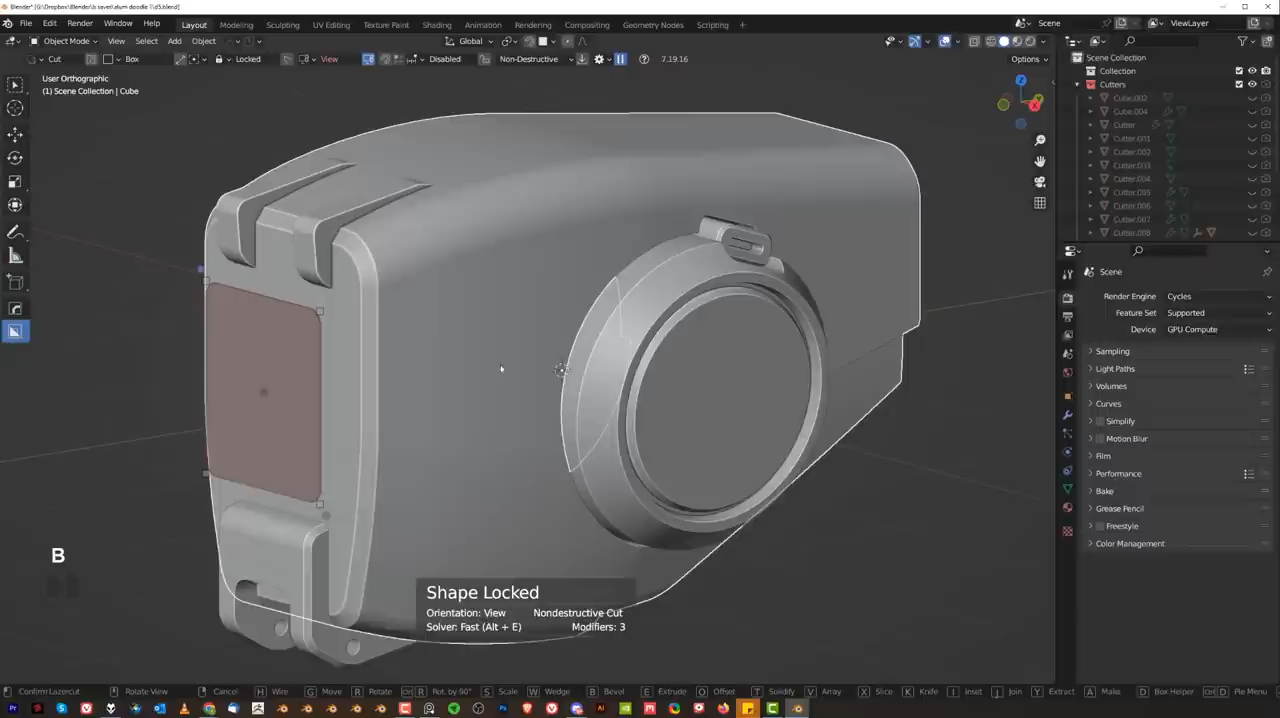 Blender* [G:\Dropbox\Blender\Is saves\atum doodle 1\d5.blend]
File Edit Render Window Help Layout Modeling Sculpting UV Editing Texture Paint Shading Animation Rendering Compositing Geometry Nodes Scripting Scene ViewLayer
Object Mode View Select Add Object Global
Cut Box Locked View Disabled Non-Destructive 7.19.16 Options
User Orthographic
(1) Scene Collection | Cube
Scene Collection
Collection
Cutters
Cube.002
Cube.004
Cutter
Cutter.001
Cutter.002
Cutter.003
Cutter.004
Cutter.005
Cutter.006
Cutter.007
Cutter.008
Scene
Render Engine Cycles
Feature Set Supported
Device GPU Compute
Sampling
Light Paths
Volumes
Curves
Simplify
Motion Blur
Film
Performance
Bake
Grease Pencil
Freestyle
Color Management
B
Shape Locked
Orientation: View Nondestructive Cut
Solver: Fast (Alt + E) Modifiers: 3
Confirm Lazorcut Rotate View Cancel H Wire G Move R Rotate R Rot. by 90° S Scale W Wedge B Bevel E Extrude O Offset T Solidify V Array X Slice K Knife I Inset J Join Y Extract A Make D Box Helper D Pie Menu